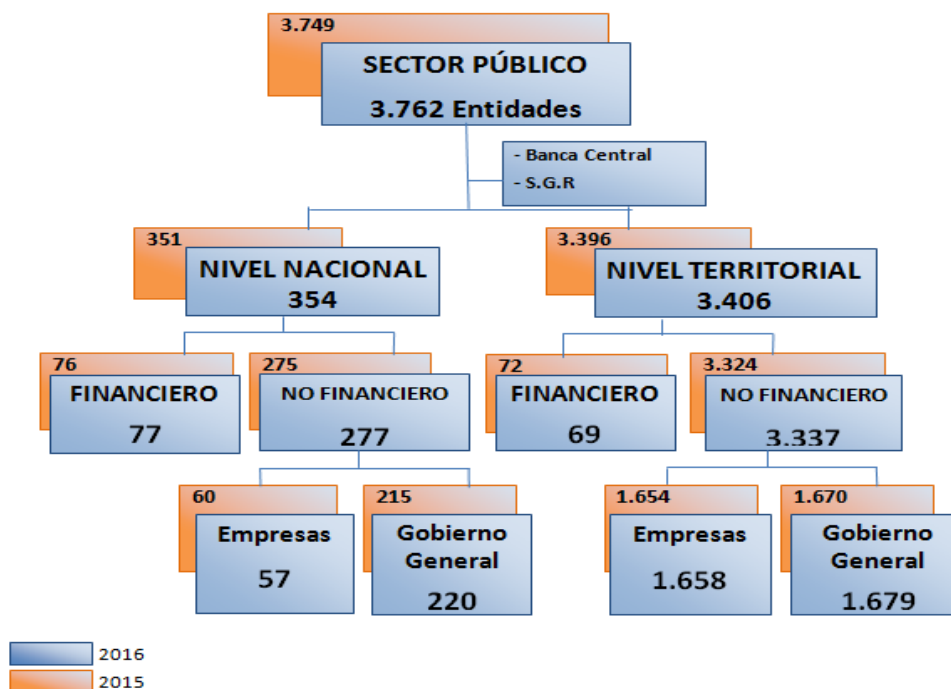 3.749
SECTOR PÚBLICO
3.762 Entidades
- Banca Central
- S.G.R
351
NIVEL NACIONAL
354
3.396
NIVEL TERRITORIAL
3.406
76
FINANCIERO
77
275
NO FINANCIERO
277
72
FINANCIERO
69
3.324
NO FINANCIERO
3.337
60
Empresas
57
215
Gobierno
General
220
1.654
Empresas
1.658
1.670
Gobierno
General
1.679
2016
2015